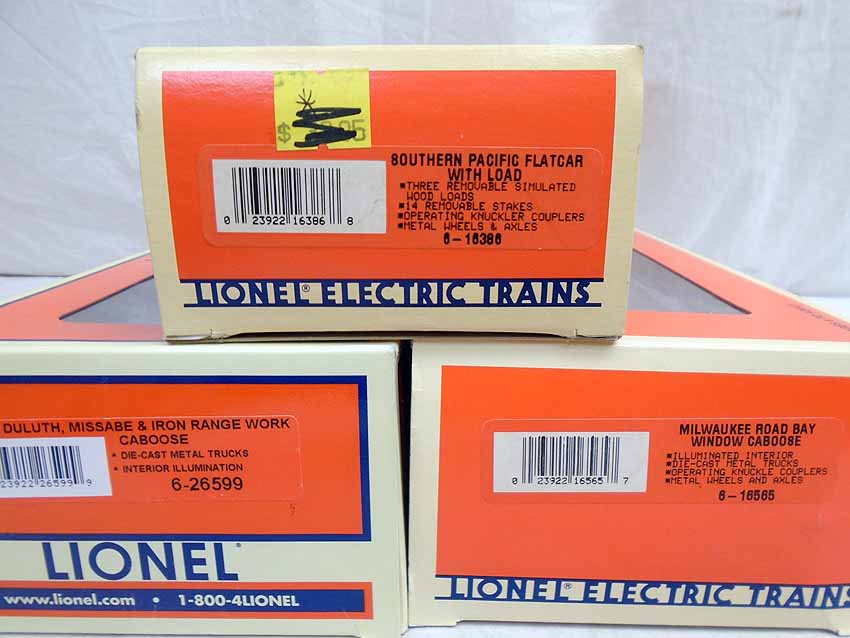 SOUTHERN PACIFIC FLATCAR
WITH LOAD
■THREE REMOVABLE SIMULATED
WOOD LOADS
■14 REMOVABLE STAKES
■OPERATING KNUCKLER COUPLERS
■METAL WHEELS & AXLES
6-16386
0 23922 16386 8
LIONEL® ELECTRIC TRAINS
DULUTH, MISSABE & IRON RANGE WORK
CABOOSE
• DIE-CAST METAL TRUCKS
• INTERIOR ILLUMINATION
6-26599
23922 26599 9
LIONEL®
www.lionel.com • 1-800-4LIONEL
MILWAUKEE ROAD BAY
WINDOW CABOOSE
■ILLUMINATED INTERIOR
■DIE-CAST METAL TRUCKS
■OPERATING KNUCKLE COUPLERS
■METAL WHEELS AND AXLES
6-16565
0 23922 16565 7
LIONEL® ELECTRIC TRAINS